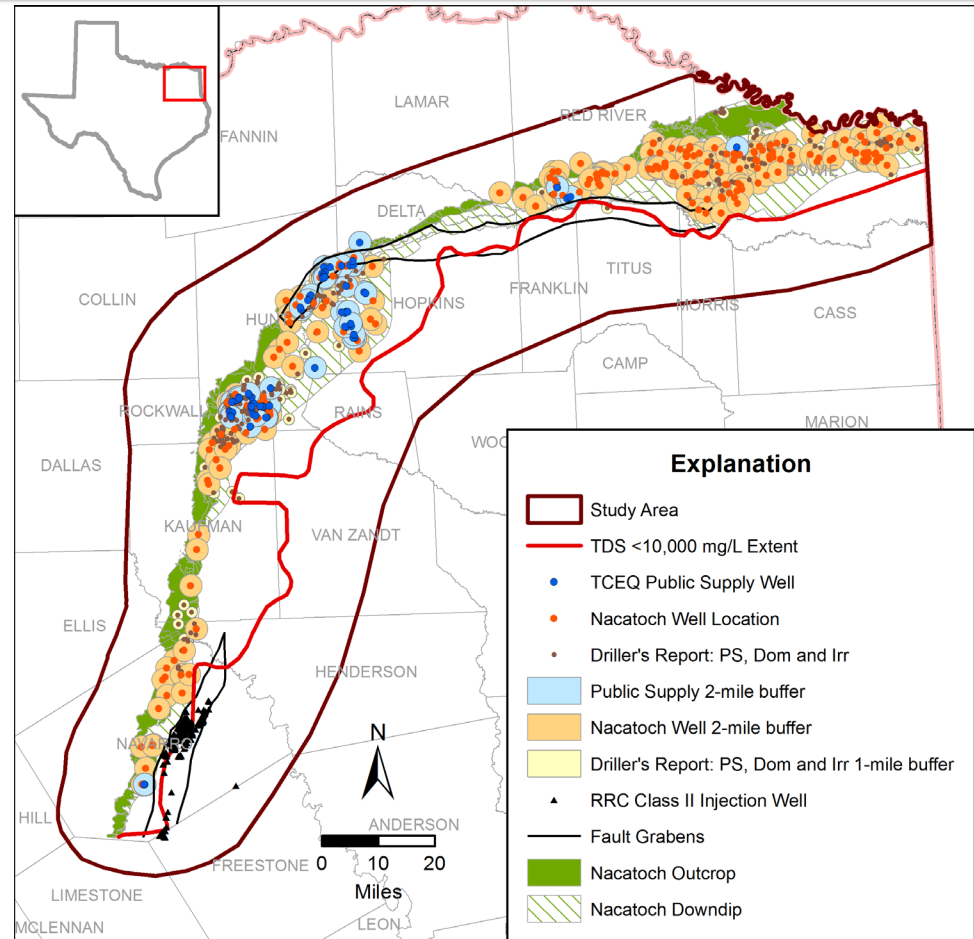 LAMAR
RED RIVER
FANNIN
BOWIE
DELTA
TITUS
COLLIN
HOPKINS
FRANKLIN
MORRIS
CASS
HUN
CAMP
ROCKWALL
RAINS
MARION
WOO
DALLAS
KAUFMAN
VAN ZANDT
ELLIS
HENDERSON
NAVARRO
HILL
ANDERSON
FREESTONE
LIMESTONE
MCLENNAN
LEON
N
0 10 20
Miles
Explanation
Study Area
TDS <10,000 mg/L Extent
TCEQ Public Supply Well
Nacatoch Well Location
Driller's Report: PS, Dom and Irr
Public Supply 2-mile buffer
Nacatoch Well 2-mile buffer
Driller's Report: PS, Dom and Irr 1-mile buffer
RRC Class II Injection Well
Fault Grabens
Nacatoch Outcrop
Nacatoch Downdip